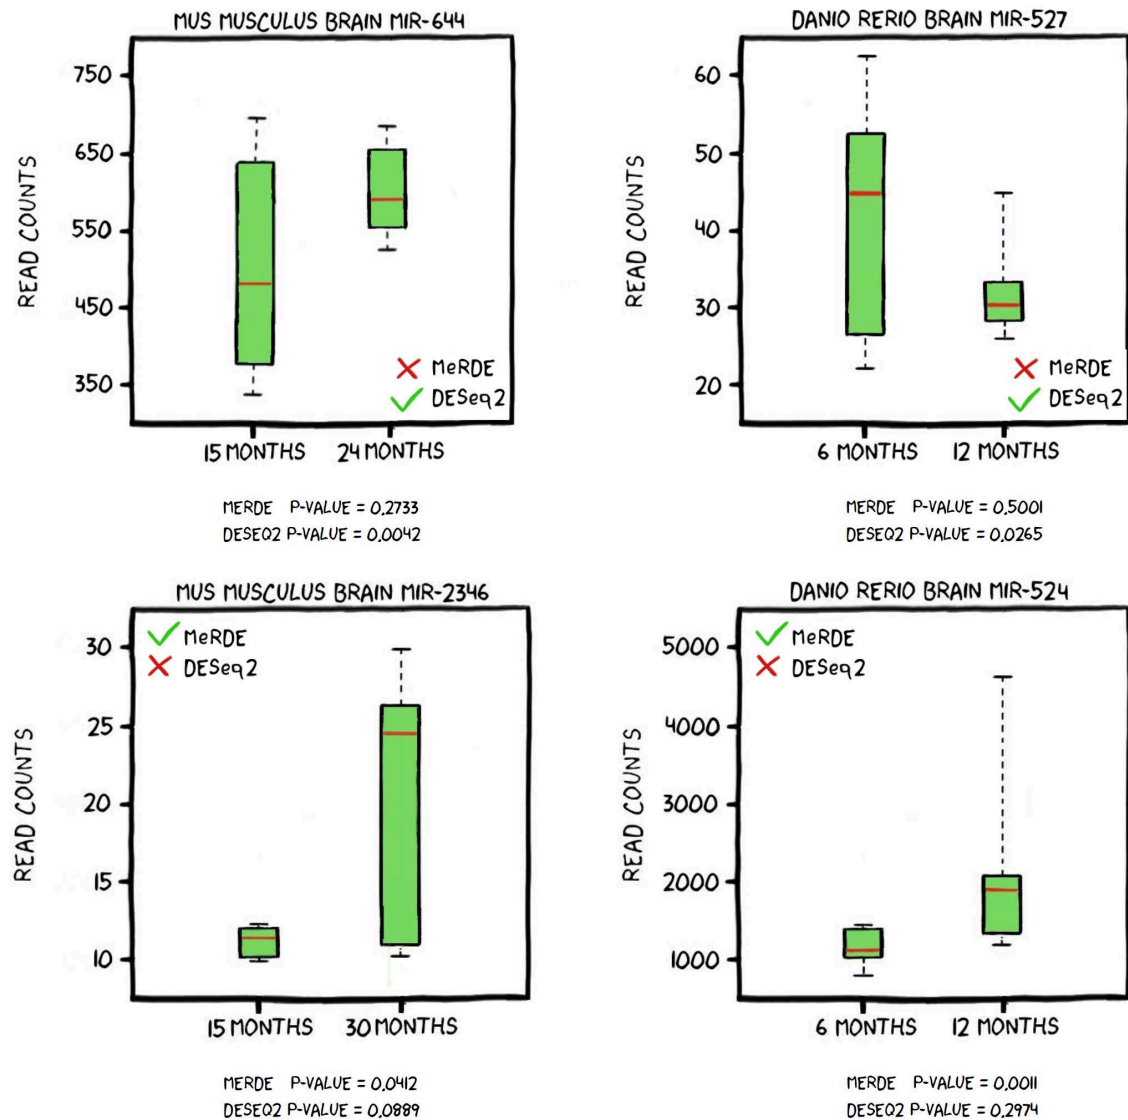 MUS MUSCULUS BRAIN MIR-644
750
650
550
450
350
READ COUNTS
MeRDE
DESeq2
15 MONTHS 24 MONTHS
MERDE P-VALUE = 0.2733
DESEQ2 P-VALUE = 0.0042
DANIO RERIO BRAIN MIR-527
60
50
40
30
20
READ COUNTS
MeRDE
DESeq2
6 MONTHS 12 MONTHS
MERDE P-VALUE = 0.5001
DESEQ2 P-VALUE = 0.0265
MUS MUSCULUS BRAIN MIR-2346
MeRDE
DESeq2
30
25
20
15
10
READ COUNTS
15 MONTHS 30 MONTHS
MERDE P-VALUE = 0.0412
DESEQ2 P-VALUE = 0.0889
DANIO RERIO BRAIN MIR-524
MeRDE
DESeq2
5000
4000
3000
2000
1000
READ COUNTS
6 MONTHS 12 MONTHS
MERDE P-VALUE = 0.0011
DESEQ2 P-VALUE = 0.2974